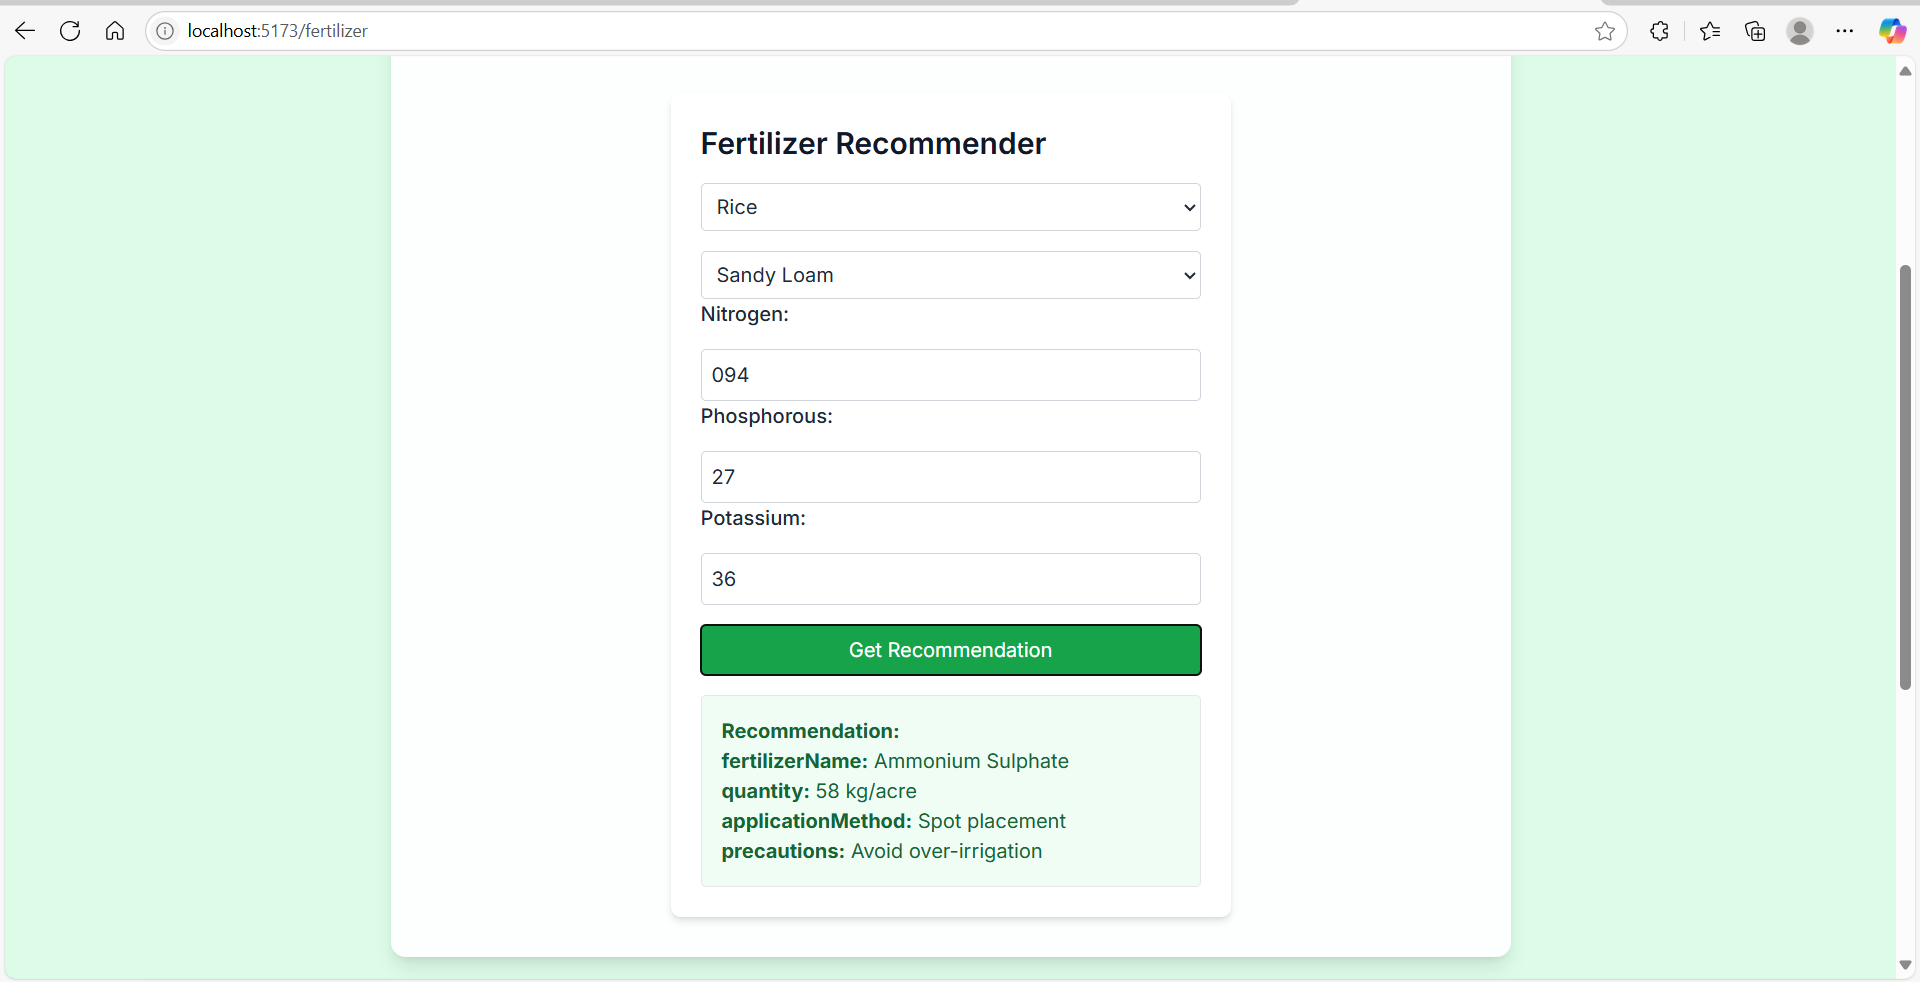 localhost:5173/fertilizer
Fertilizer Recommender
Rice
Sandy Loam
Nitrogen:
094
Phosphorous:
27
Potassium:
36
Get Recommendation
Recommendation:
fertilizerName: Ammonium Sulphate
quantity: 58 kg/acre
applicationMethod: Spot placement
precautions: Avoid over-irrigation